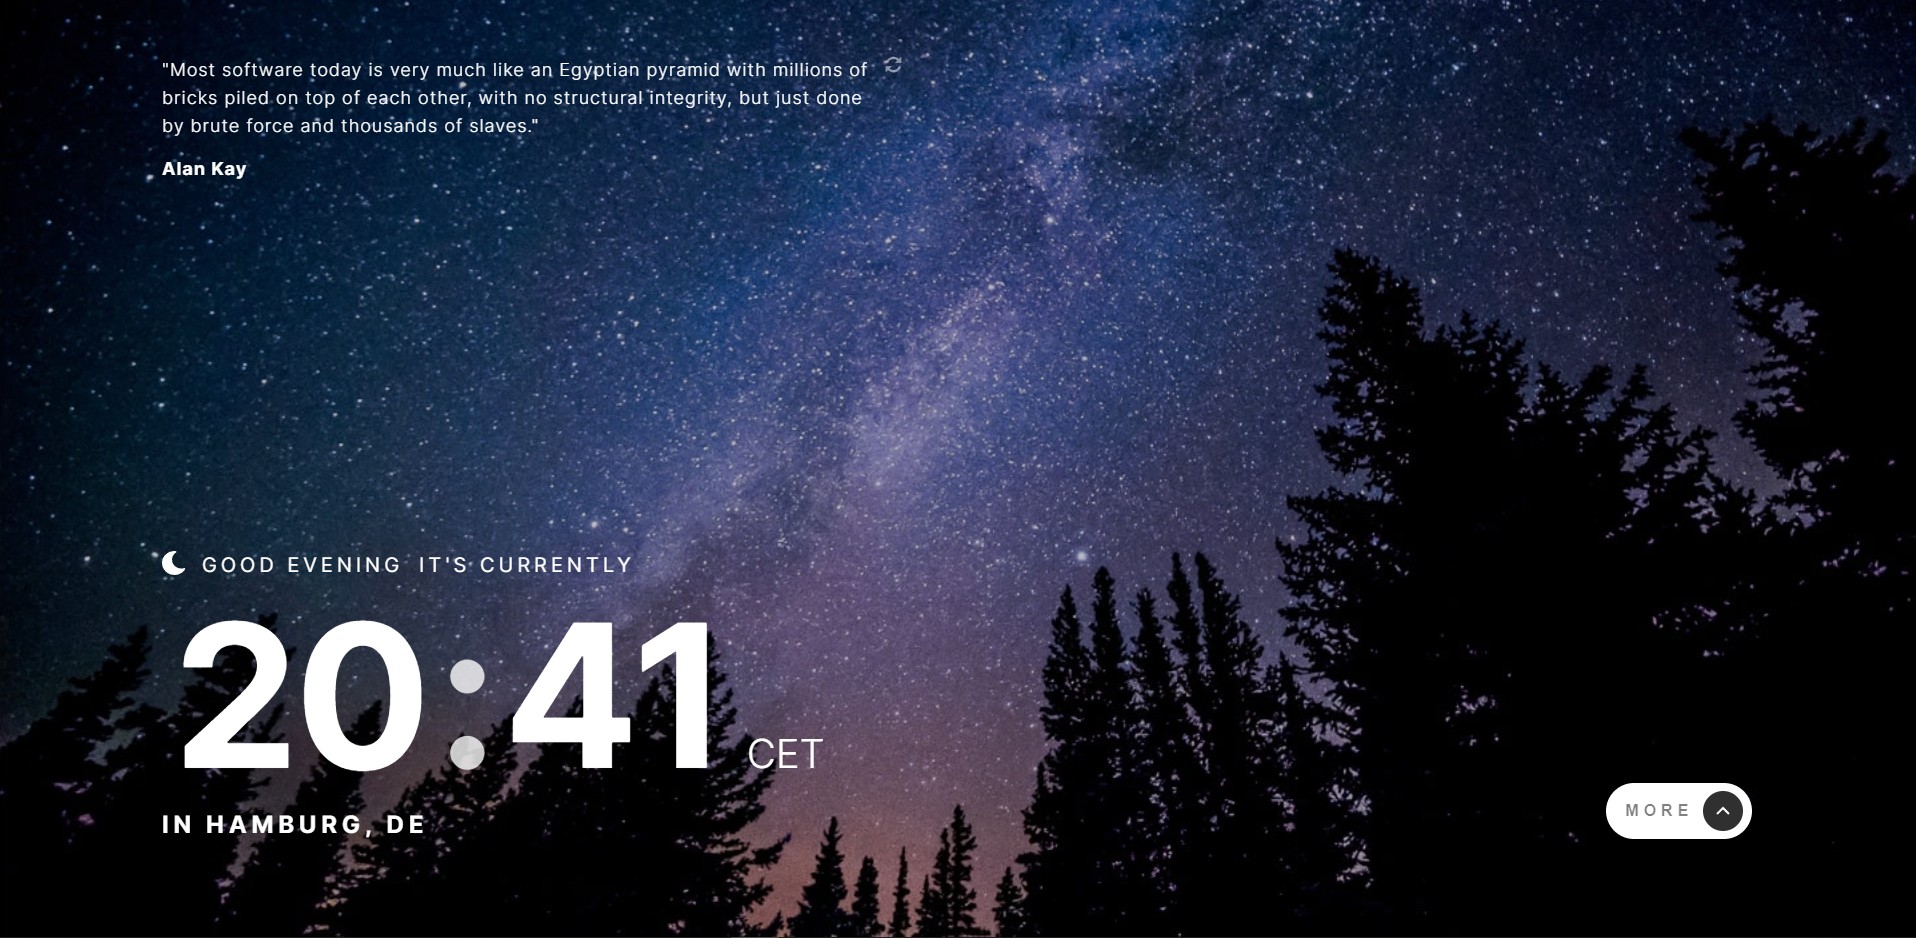 "Most software today is very much like an Egyptian pyramid with millions of
bricks piled on top of each other, with no structural integrity, but just done
by brute force and thousands of slaves."
Alan Kay
GOOD EVENING IT'S CURRENTLY
20:41 CET
IN HAMBURG, DE
MORE